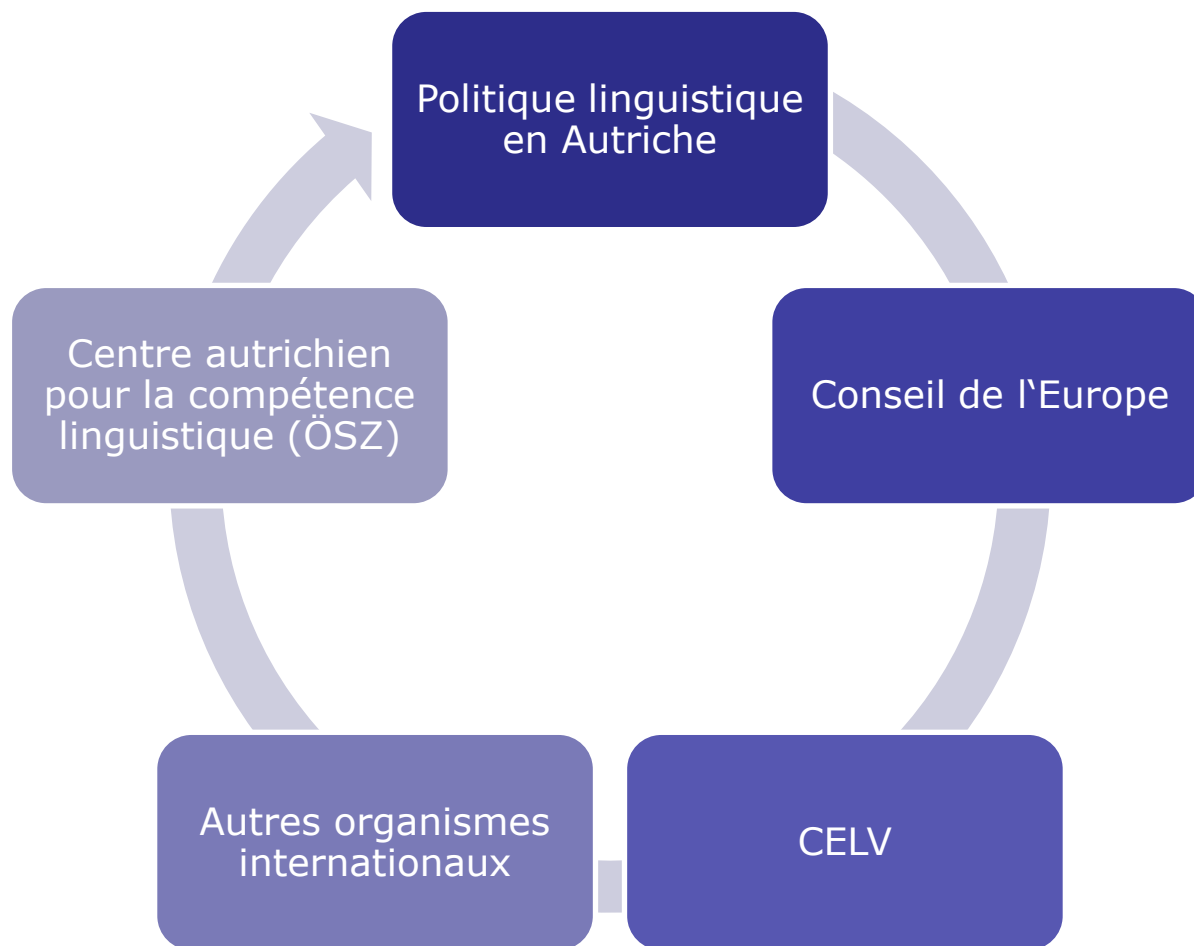 Politique linguistique
en Autriche
Conseil de l‘Europe
CELV
Autres organismes
internationaux
Centre autrichien
pour la compétence
linguistique (ÖSZ)